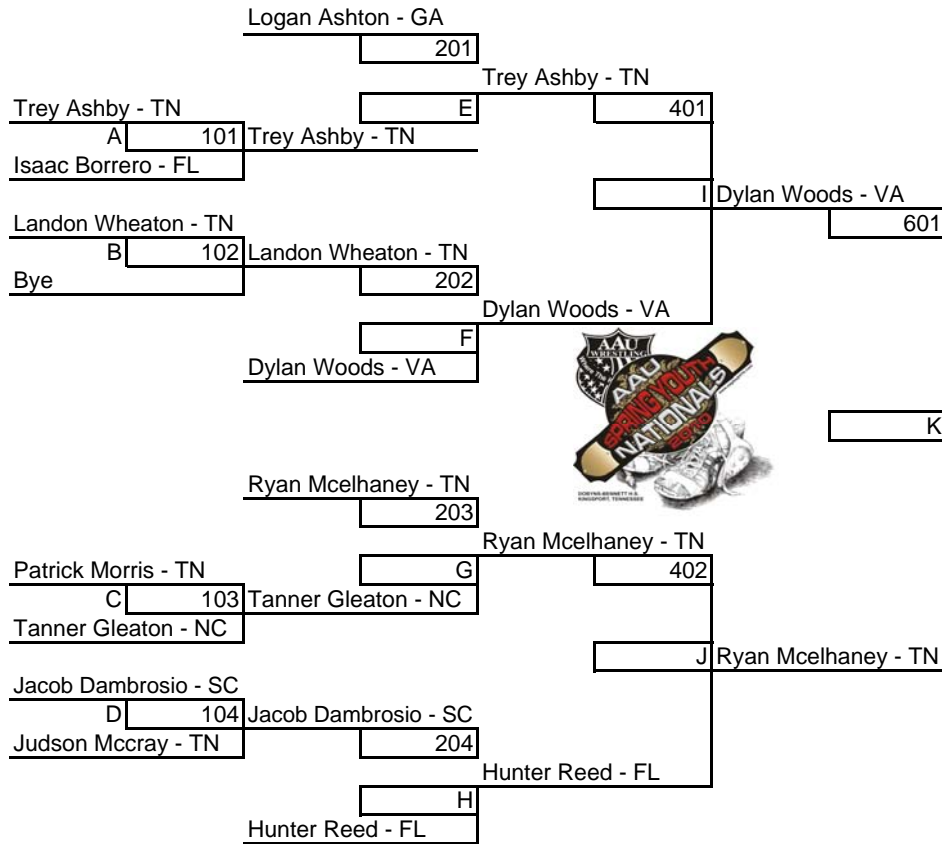 Logan Ashton - GA
201
Trey Ashby - TN
Trey Ashby - TN
E
401
A
101
Trey Ashby - TN
Isaac Borrero - FL
I
Dylan Woods - VA
Landon Wheaton - TN
601
B
102
Landon Wheaton - TN
Bye
202
Dylan Woods - VA
F
Dylan Woods - VA
AAU
WRESTLING
AAU
SPRING YOUTH
NATIONALS
2010
DOBYNS-BENNETT H.S.
KINGSPORT, TENNESSEE
K
Ryan Mcelhaney - TN
203
Ryan Mcelhaney - TN
Patrick Morris - TN
G
402
C
103
Tanner Gleaton - NC
Tanner Gleaton - NC
J
Ryan Mcelhaney - TN
Jacob Dambrosio - SC
D
104
Jacob Dambrosio - SC
Judson Mccray - TN
204
Hunter Reed - FL
H
Hunter Reed - FL